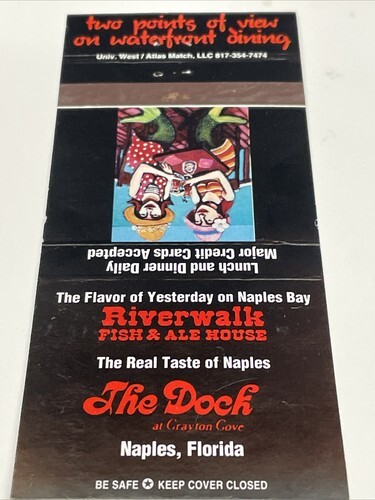 two points of view
on waterfront dining
Univ. West / Atlas Match, LLC 817-354-7474
Lunch and Dinner Daily
Major Credit Cards Accepted
The Flavor of Yesterday on Naples Bay
Riverwalk
FISH & ALE HOUSE
The Real Taste of Naples
The Dock
at Crayton Cove
Naples, Florida
BE SAFE ✪ KEEP COVER CLOSED